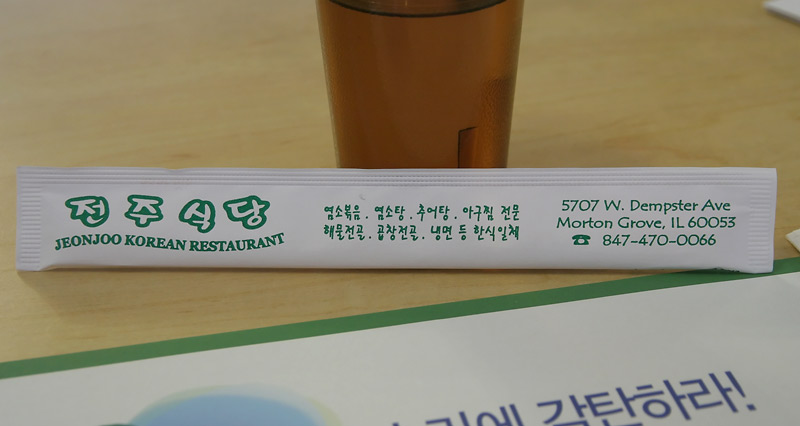 전주식당
JEONJOO KOREAN RESTAURANT
염소볶음. 염소탕. 추어탕. 아구찜 전문
해물전골. 곱창전골. 냉면 등 한식일체
5707 W. Dempster Ave
Morton Grove, IL 60053
☎ 847-470-0066
감탄하라!